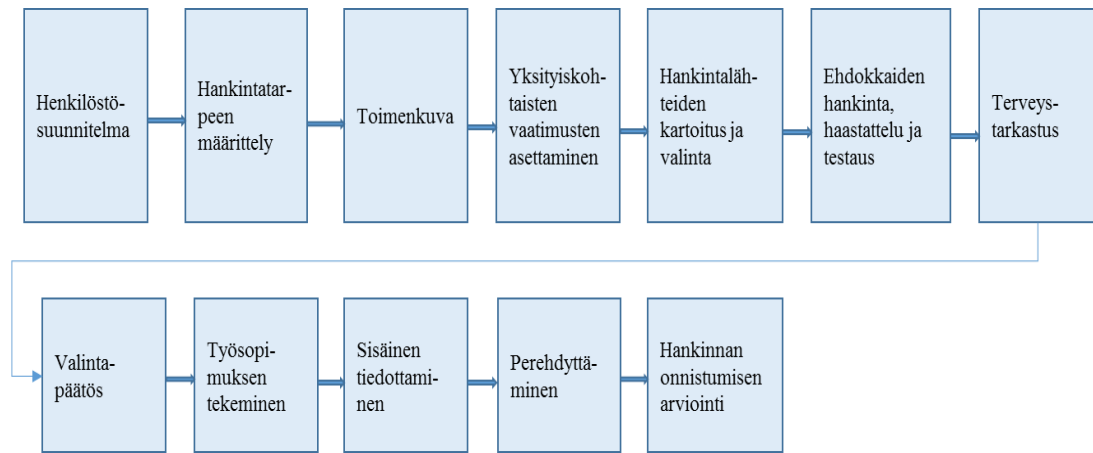 Henkilöstö-
suunnitelma
Hankintatar-
peen
määrittely
Toimenkuva
Yksityiskoh-
taisten
vaatimusten
asettaminen
Hankintaläh-
teiden
kartoitus ja
valinta
Ehdokkaiden
hankinta,
haastattelu ja
testaus
Terveys-
tarkastus
Valinta-
päätös
Työsopi-
muksen
tekeminen
Sisäinen
tiedottami-
nen
Perehdyttä-
minen
Hankinnan
onnistumisen
arviointi